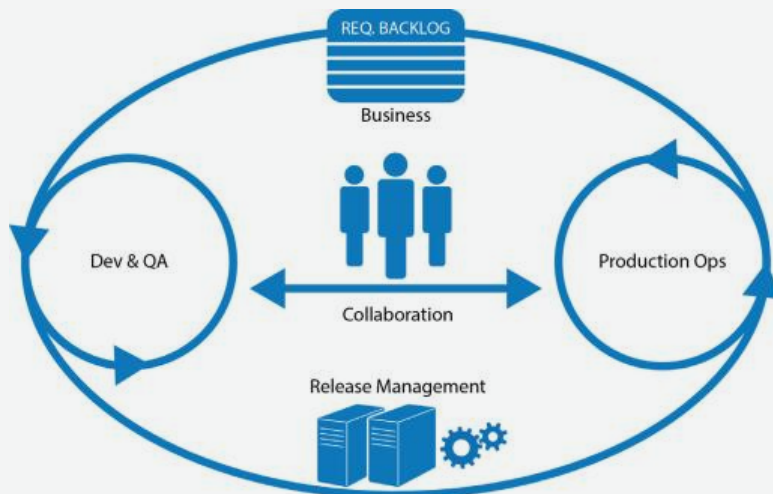 REQ. BACKLOG
Business
Dev & QA
Production Ops
Collaboration
Release Management